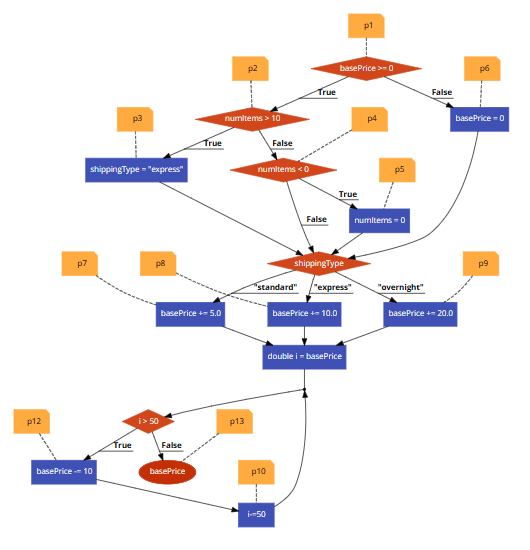 p1
basePrice >= 0
p2
p6
True
False
p3
numItems > 10
p4
basePrice = 0
True
False
shippingType = "express"
numItems < 0
p5
True
False
numItems = 0
p7
p8
shippingType
p9
"standard"
"express"
"overnight"
basePrice += 5.0
basePrice += 10.0
basePrice += 20.0
double i = basePrice
p12
i > 50
p13
True
False
basePrice -= 10
basePrice
p10
i-=50